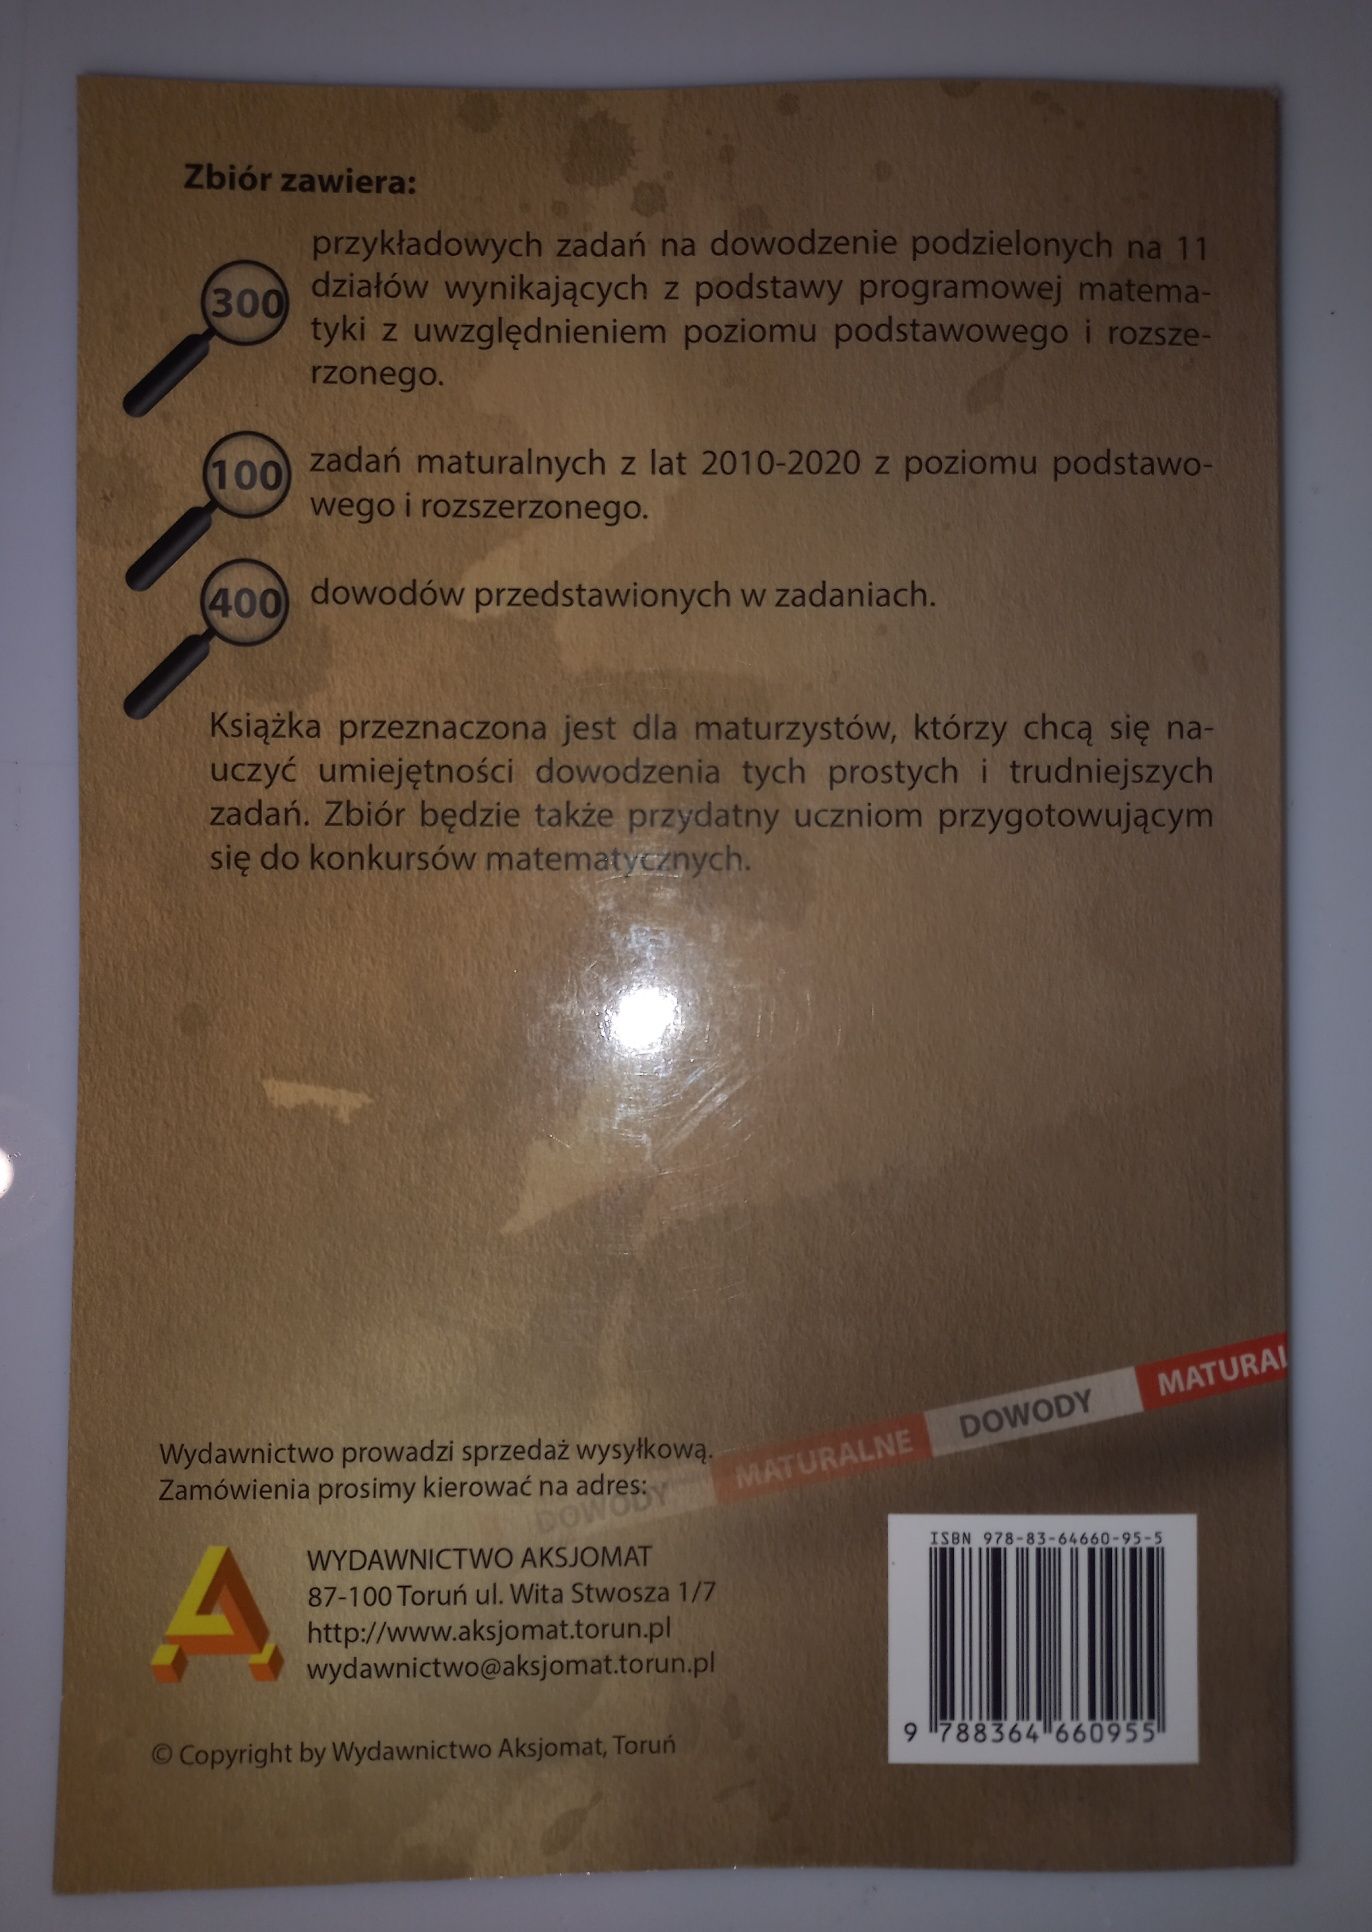 Zbiór zawiera:
300
przykładowych zadań na dowodzenie podzielonych na 11
działów wynikających z podstawy programowej matema-
tyki z uwzględnieniem poziomu podstawowego i rozsze-
rzonego.
100
zadań maturalnych z lat 2010-2020 z poziomu podstawo-
wego i rozszerzonego.
400
dowodów przedstawionych w zadaniach.
Książka przeznaczona jest dla maturzystów, którzy chcą się na-
uczyć umiejętności dowodzenia tych prostych i trudniejszych
zadań. Zbiór będzie także przydatny uczniom przygotowującym
się do konkursów matematycznych.
Wydawnictwo prowadzi sprzedaż wysyłkową.
Zamówienia prosimy kierować na adres:
DOWODY MATURALNE DOWODY MATURAL
WYDAWNICTWO AKSJOMAT
87-100 Toruń ul. Wita Stwosza 1/7
http://www.aksjomat.torun.pl
wydawnictwo@aksjomat.torun.pl
© Copyright by Wydawnictwo Aksjomat, Toruń
ISBN 978-83-64660-95-5
9 788364 660955